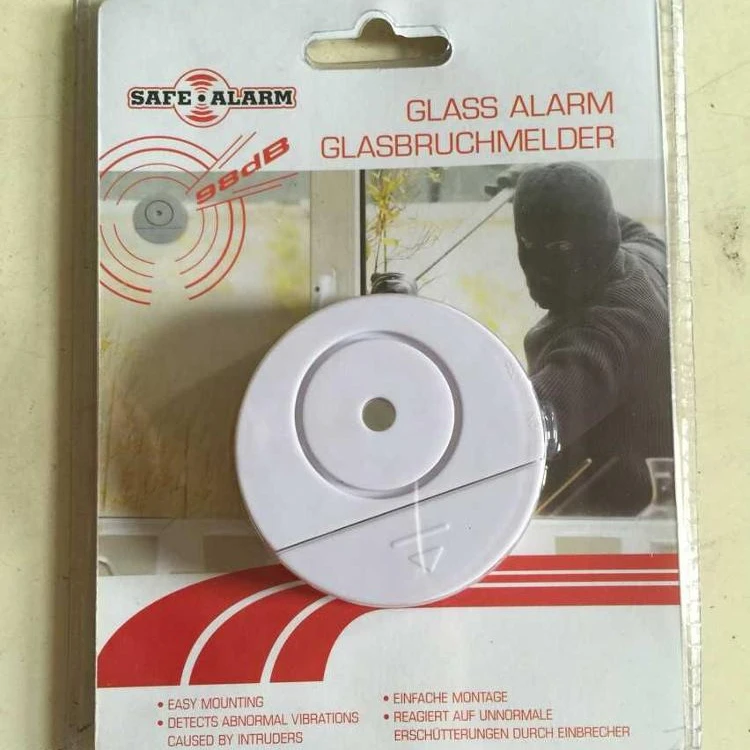 SAFE ALARM
GLASS ALARM
GLASBRUCHMELDER
98dB
• EASY MOUNTING
• DETECTS ABNORMAL VIBRATIONS
CAUSED BY INTRUDERS
• EINFACHE MONTAGE
• REAGIERT AUF UNNORMALE
ERSCHÜTTERUNGEN DURCH EINBRECHER